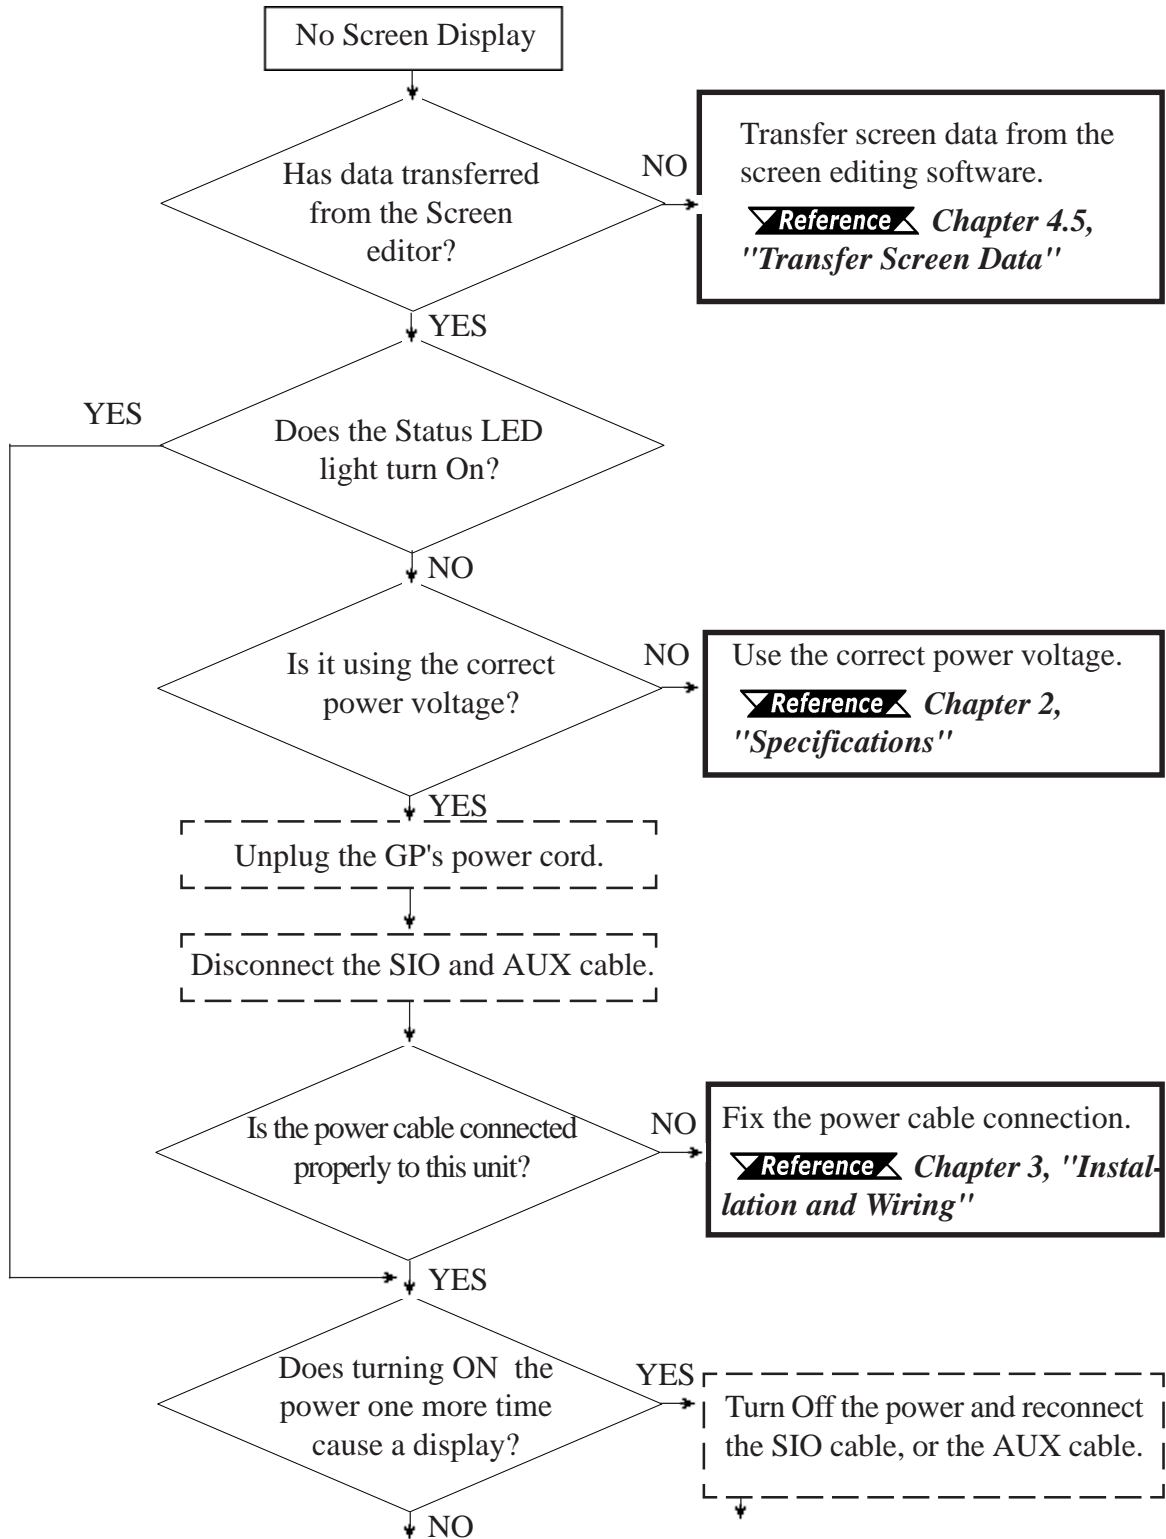 No Screen Display
Has data transferred
from the Screen
editor?
NO
Transfer screen data from the
screen editing software.
Reference Chapter 4.5,
"Transfer Screen Data"
YES
YES
Does the Status LED
light turn On?
NO
Is it using the correct
power voltage?
NO
Use the correct power voltage.
Reference Chapter 2,
"Specifications"
YES
Unplug the GP's power cord.
Disconnect the SIO and AUX cable.
Is the power cable connected
properly to this unit?
NO
Fix the power cable connection.
Reference Chapter 3, "Instal-
lation and Wiring"
YES
Does turning ON the
power one more time
cause a display?
YES
Turn Off the power and reconnect
the SIO cable, or the AUX cable.
NO